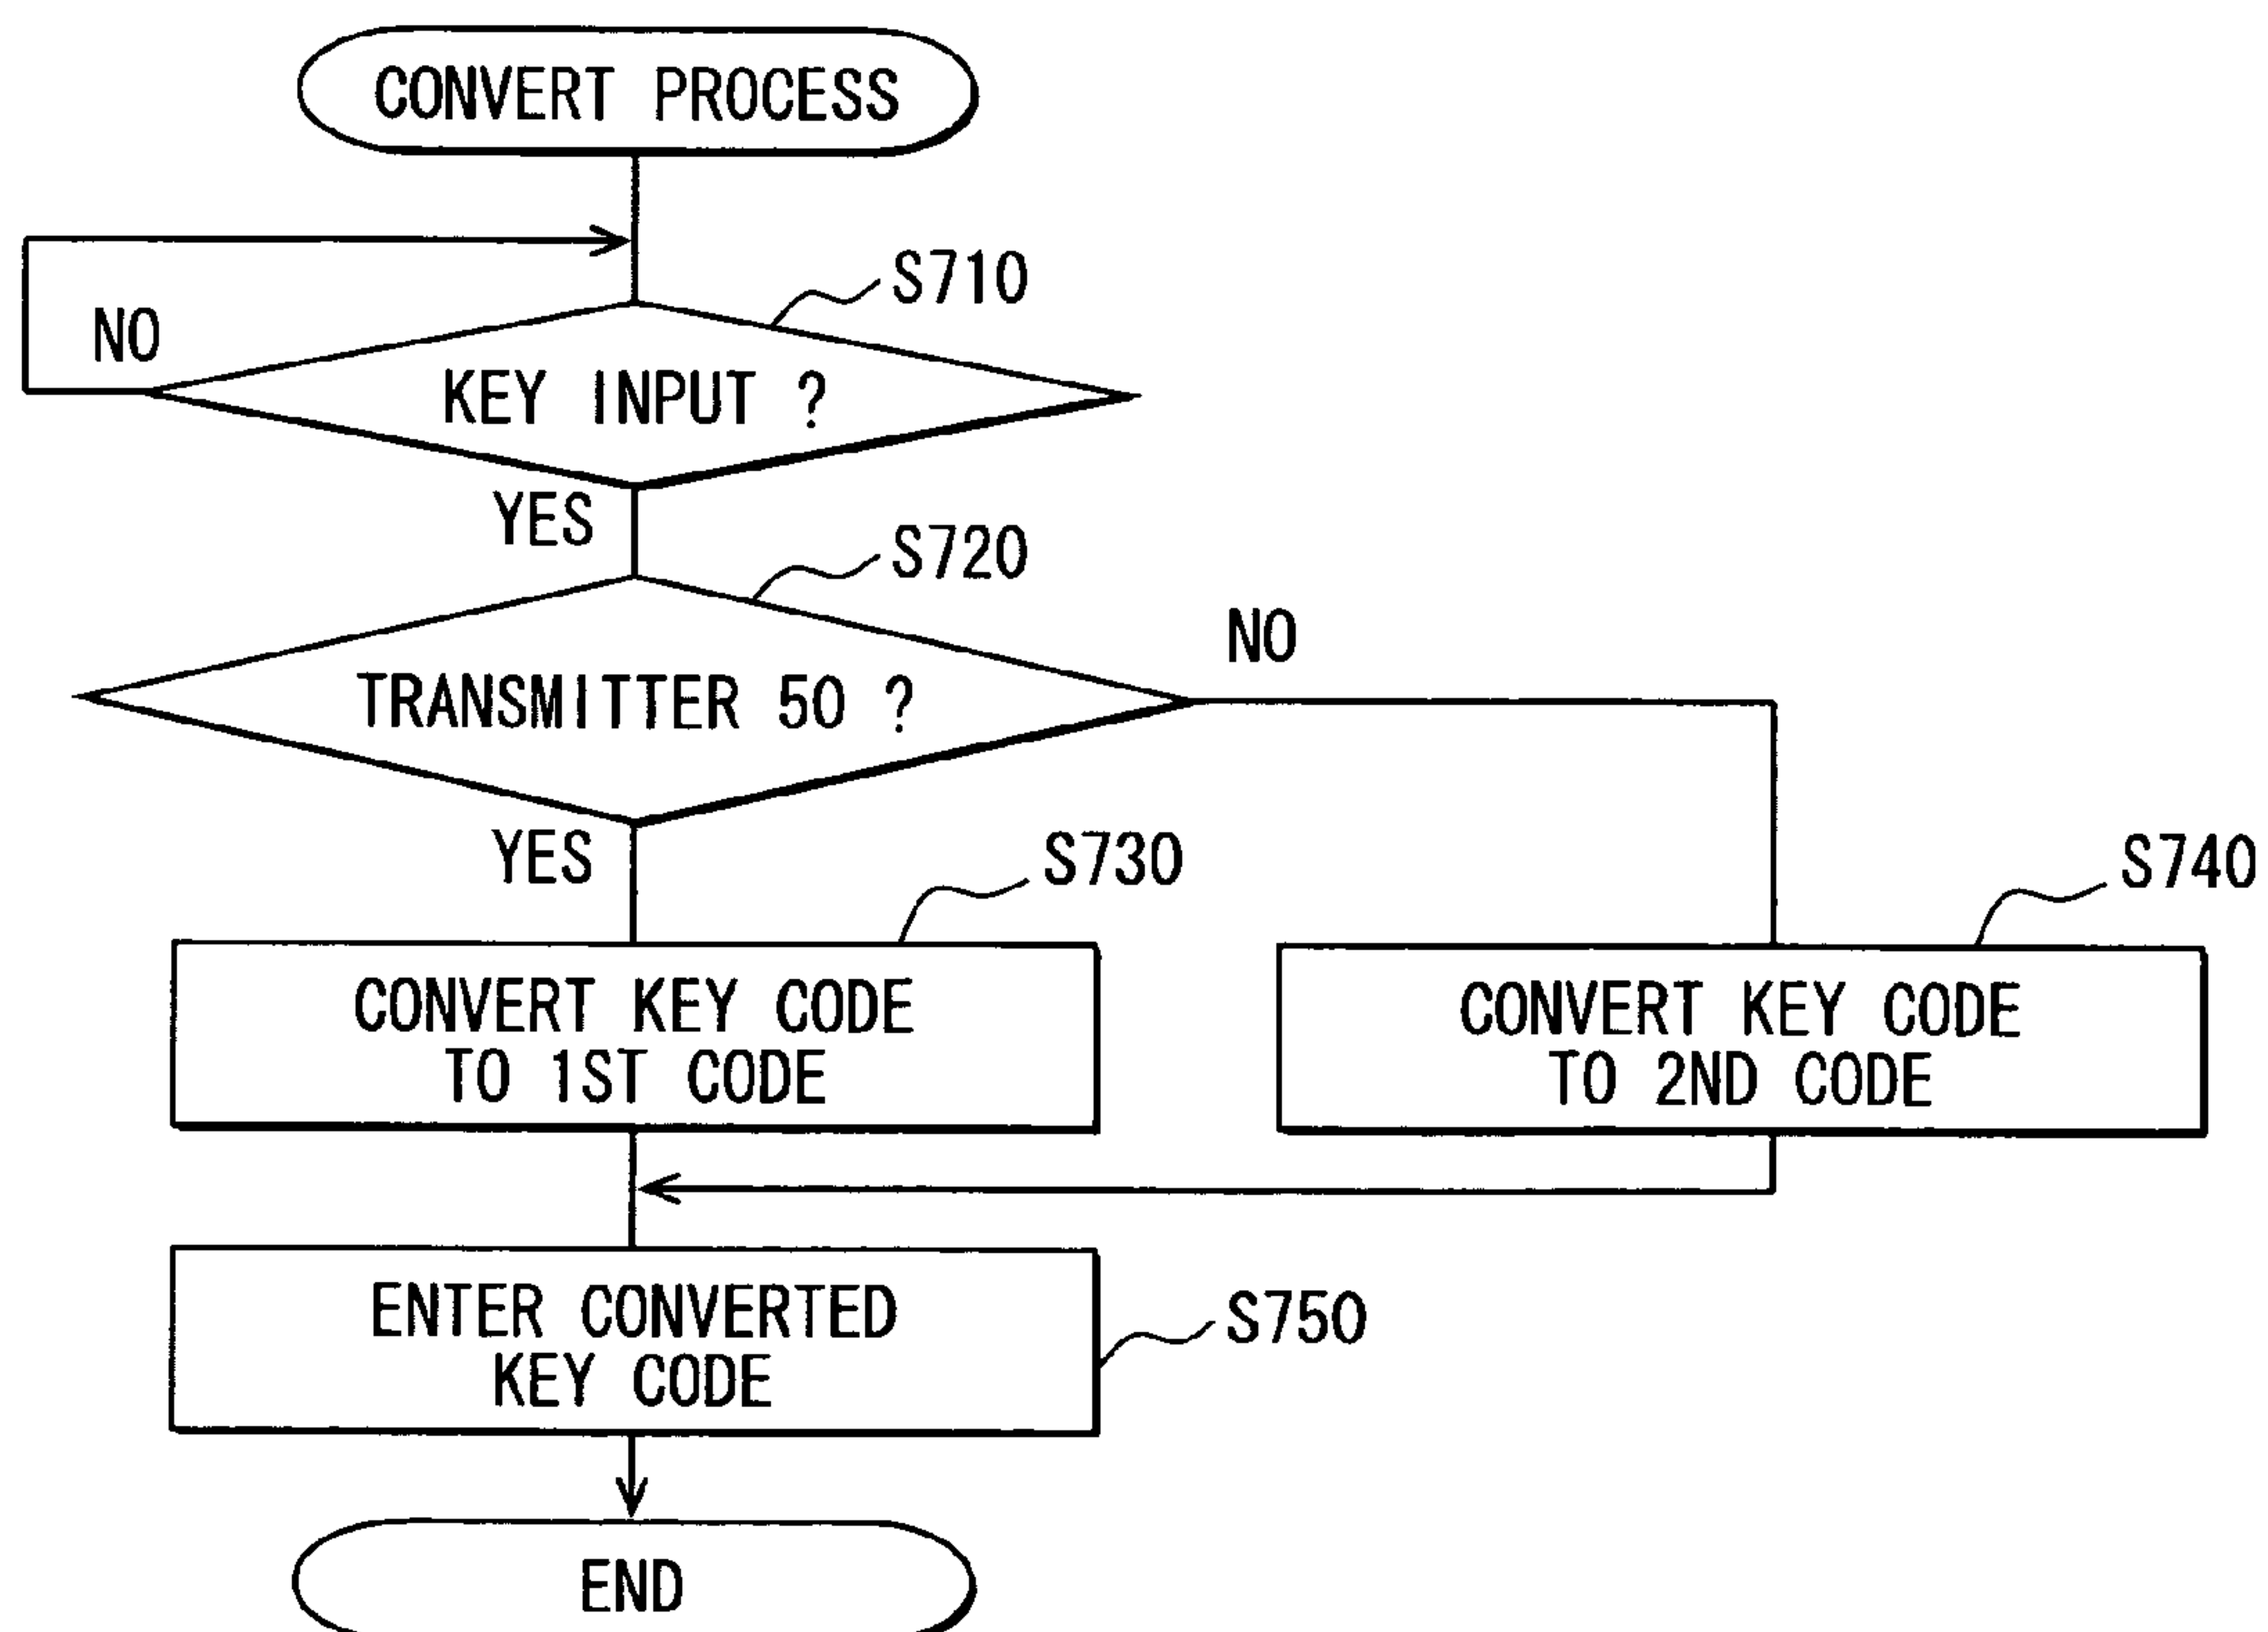 CONVERT PROCESS
S710
NO
KEY INPUT ?
YES
S720
NO
TRANSMITTER 50 ?
YES
S730
S740
CONVERT KEY CODE
TO 1ST CODE
CONVERT KEY CODE
TO 2ND CODE
ENTER CONVERTED
KEY CODE
S750
END